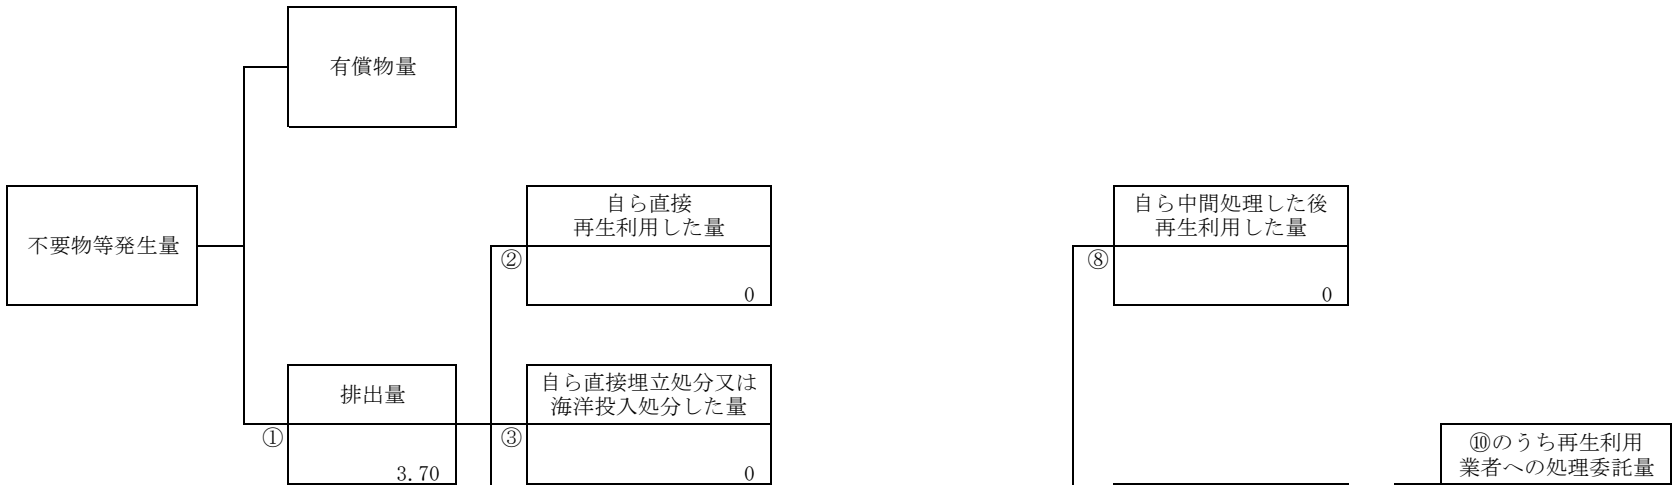 有償物量
不要物等発生量
自ら直接
再生利用した量
②
0
自ら中間処理した後
再生利用した量
⑧
0
排出量
①
3.70
自ら直接埋立処分又は
海洋投入処分した量
③
0
⑩のうち再生利用
業者への処理委託量